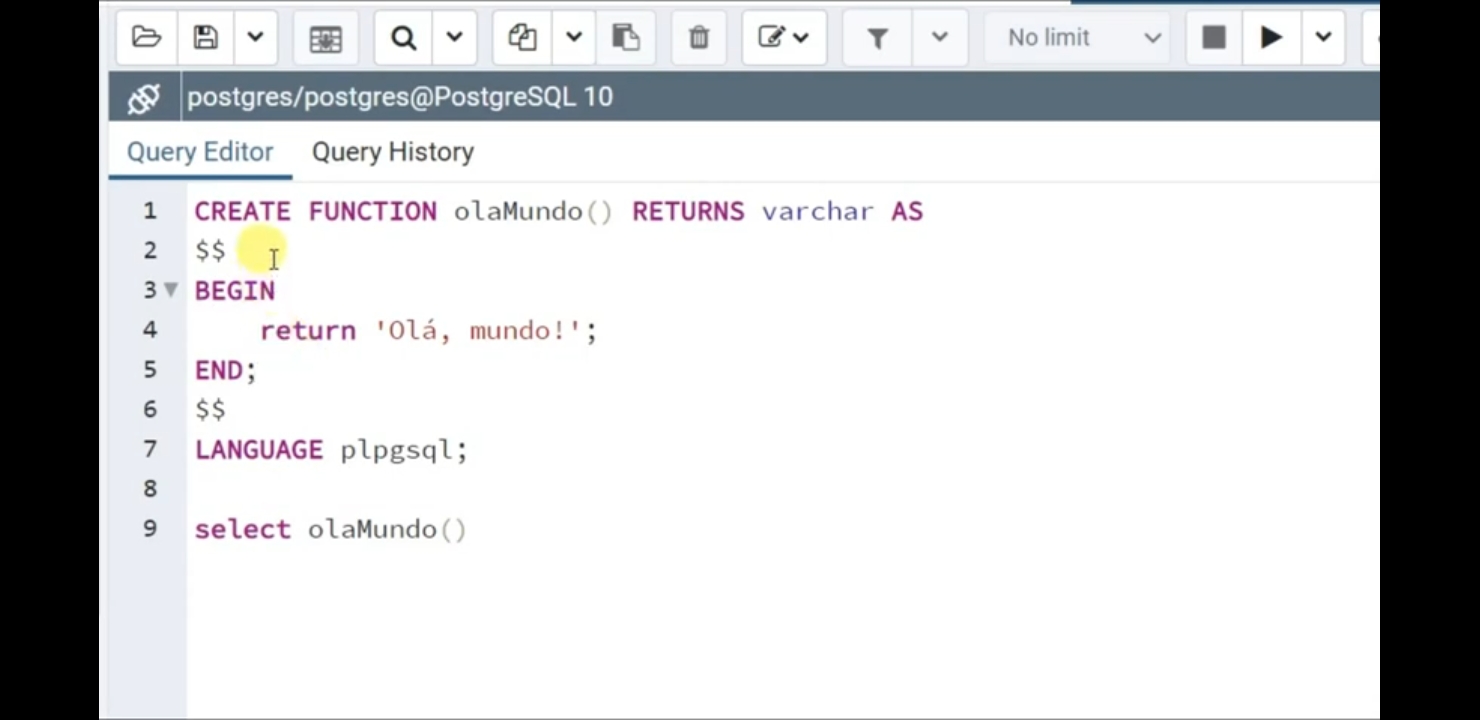 No limit
postgres/postgres@PostgreSQL 10
Query Editor Query History
1 CREATE FUNCTION olaMundo() RETURNS varchar AS
2 $$
3 BEGIN
4 return 'Olá, mundo!';
5 END;
6 $$
7 LANGUAGE plpgsql;
8
9 select olaMundo()